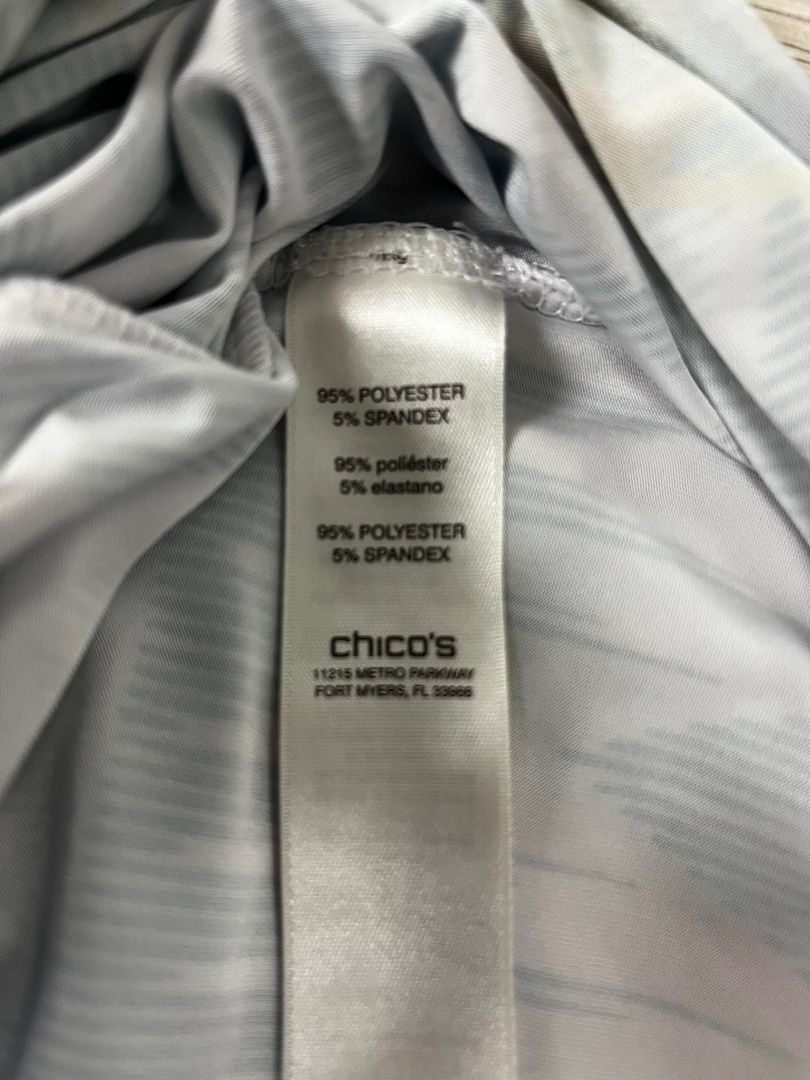 95% POLYESTER
5% SPANDEX
95% poliéster
5% elastano
95% POLYESTER
5% SPANDEX
chico's
11215 METRO PARKWAY
FORT MYERS, FL 33966